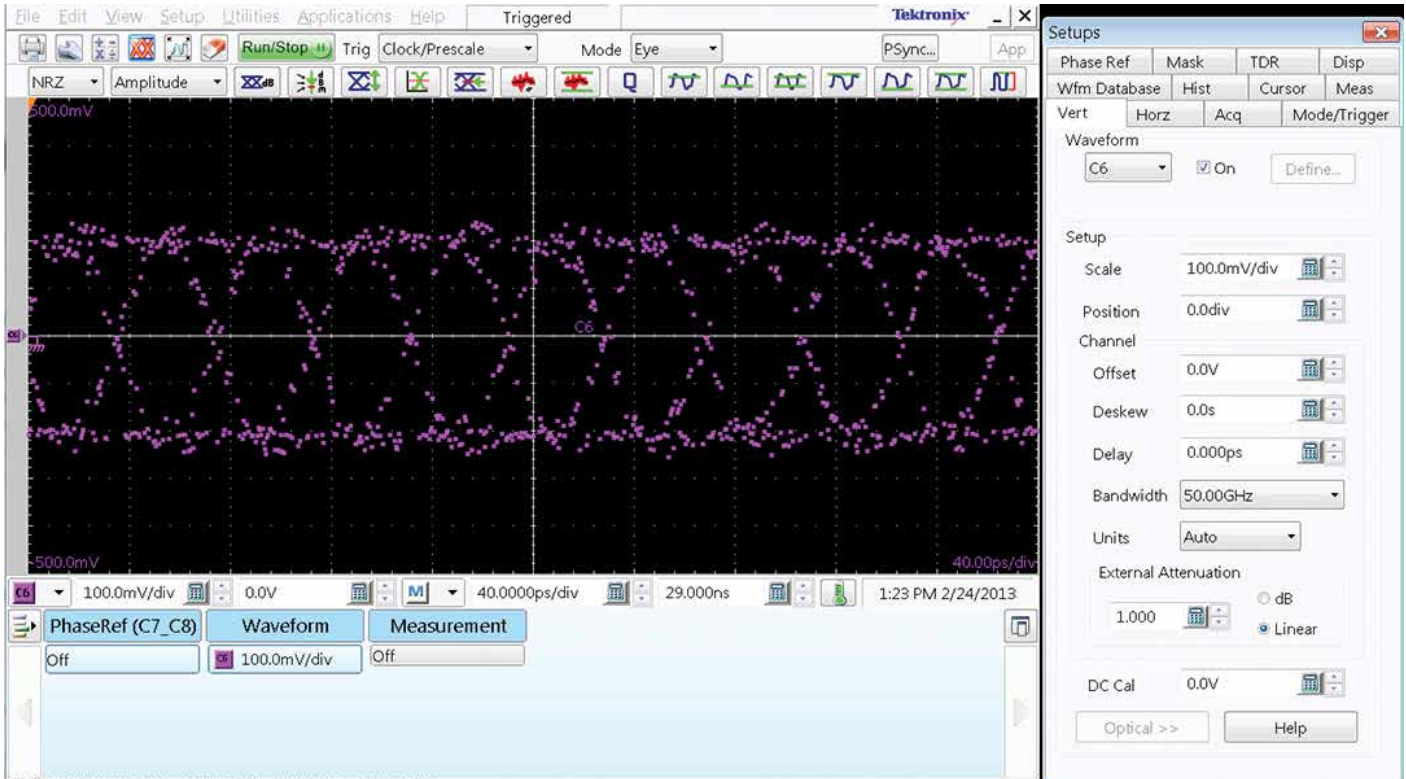 File Edit View Setup Utilities Applications Help Triggered Tektronix
Run/Stop Trig Clock/Prescale Mode Eye PSync... App
NRZ Amplitude dB Q
500.0mV
C6
C6
-500.0mV 40.00ps/div
C6 100.0mV/div 0.0V M 40.0000ps/div 29.000ns 1:23 PM 2/24/2013
PhaseRef (C7_C8) Waveform Measurement
Off C6 100.0mV/div Off
Setups
Phase Ref Mask TDR Disp
Wfm Database Hist Cursor Meas
Vert Horz Acq Mode/Trigger
Waveform
C6 On Define...
Setup
Scale 100.0mV/div
Position 0.0div
Channel
Offset 0.0V
Deskew 0.0s
Delay 0.000ps
Bandwidth 50.00GHz
Units Auto
External Attenuation
1.000 dB
Linear
DC Cal 0.0V
Optical >> Help